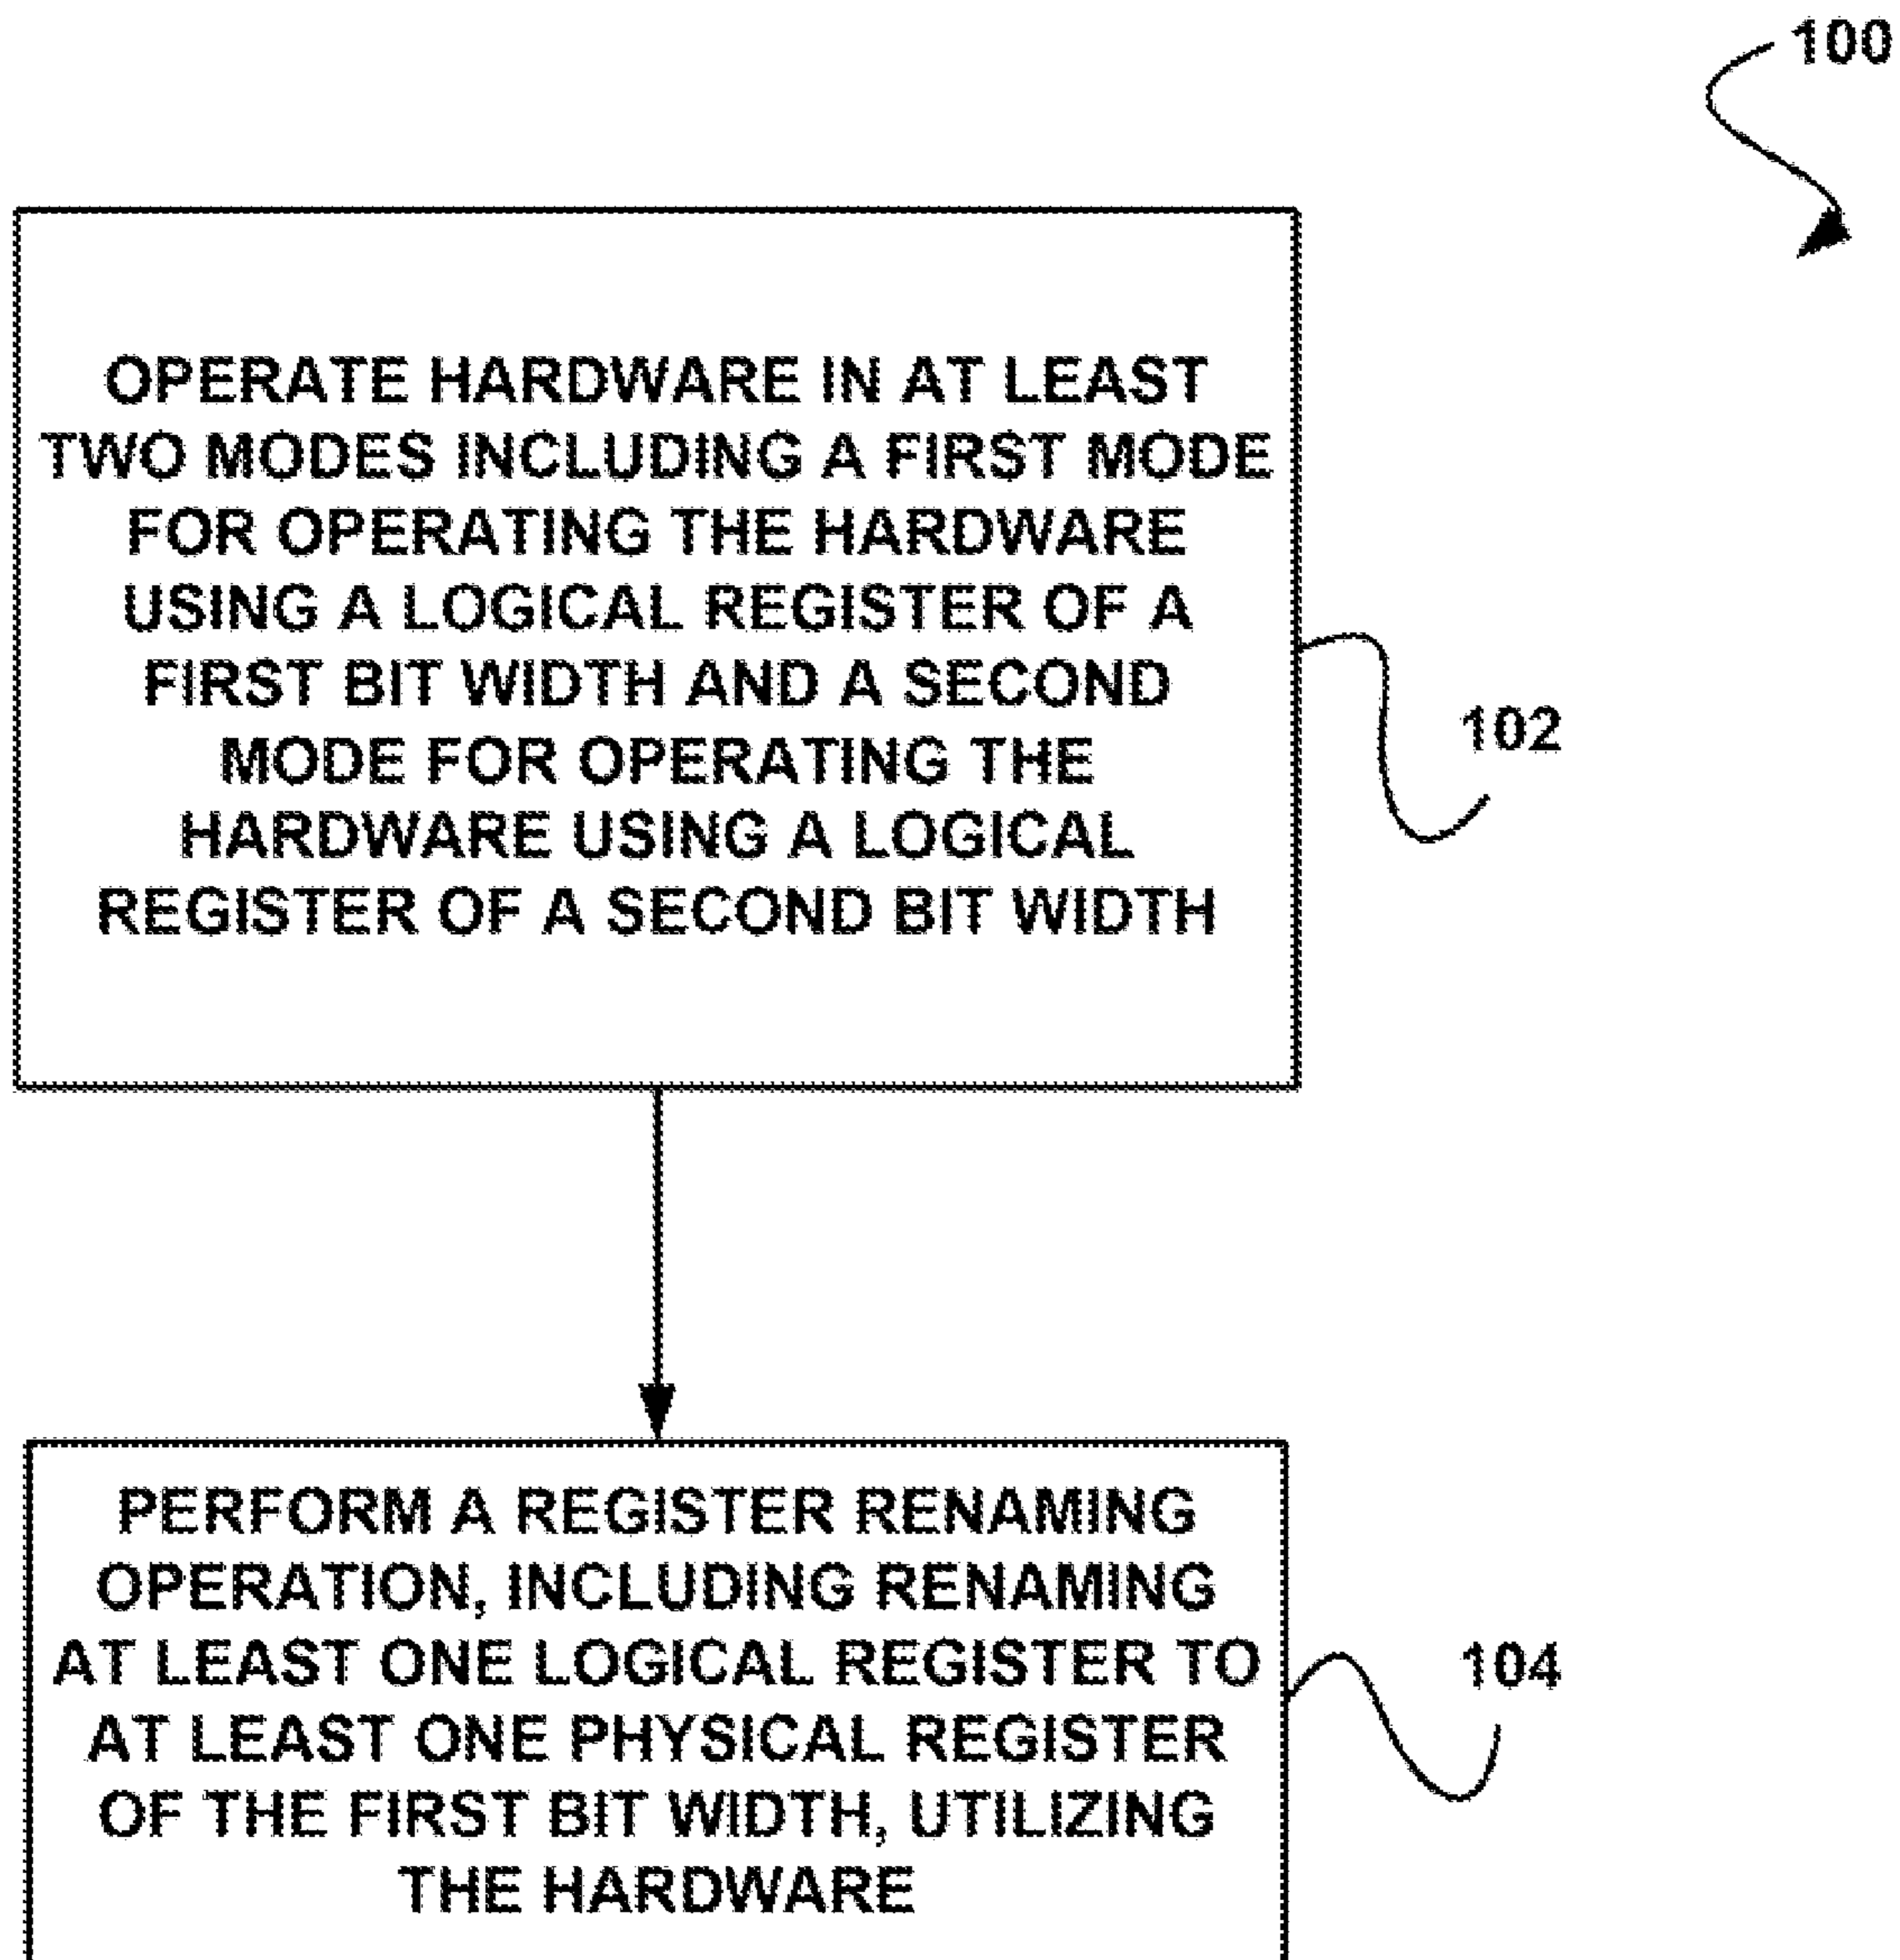 100
OPERATE HARDWARE IN AT LEAST
TWO MODES INCLUDING A FIRST MODE
FOR OPERATING THE HARDWARE
USING A LOGICAL REGISTER OF A
FIRST BIT WIDTH AND A SECOND
MODE FOR OPERATING THE
HARDWARE USING A LOGICAL
REGISTER OF A SECOND BIT WIDTH
102
PERFORM A REGISTER RENAMING
OPERATION, INCLUDING RENAMING
AT LEAST ONE LOGICAL REGISTER TO
AT LEAST ONE PHYSICAL REGISTER
OF THE FIRST BIT WIDTH, UTILIZING
THE HARDWARE
104